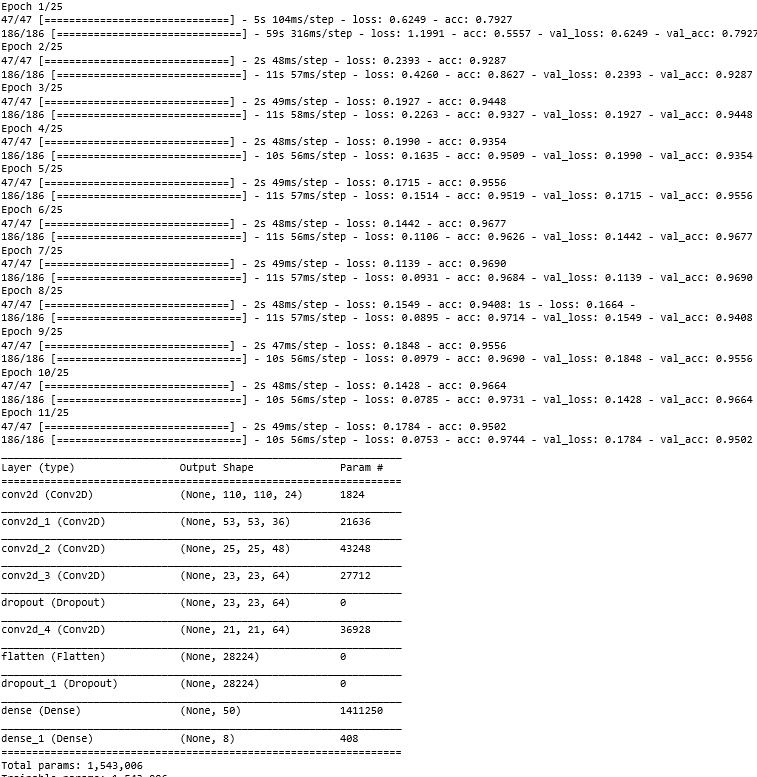 Epoch 1/25
47/47 [==============================] - 5s 104ms/step - loss: 0.6249 - acc: 0.7927
186/186 [==============================] - 59s 316ms/step - loss: 1.1991 - acc: 0.5557 - val_loss: 0.6249 - val_acc: 0.7927
Epoch 2/25
47/47 [==============================] - 2s 48ms/step - loss: 0.2393 - acc: 0.9287
186/186 [==============================] - 11s 57ms/step - loss: 0.4260 - acc: 0.8627 - val_loss: 0.2393 - val_acc: 0.9287
Epoch 3/25
47/47 [==============================] - 2s 49ms/step - loss: 0.1927 - acc: 0.9448
186/186 [==============================] - 11s 58ms/step - loss: 0.2263 - acc: 0.9327 - val_loss: 0.1927 - val_acc: 0.9448
Epoch 4/25
47/47 [==============================] - 2s 48ms/step - loss: 0.1990 - acc: 0.9354
186/186 [==============================] - 10s 56ms/step - loss: 0.1635 - acc: 0.9509 - val_loss: 0.1990 - val_acc: 0.9354
Epoch 5/25
47/47 [==============================] - 2s 49ms/step - loss: 0.1715 - acc: 0.9556
186/186 [==============================] - 11s 57ms/step - loss: 0.1514 - acc: 0.9519 - val_loss: 0.1715 - val_acc: 0.9556
Epoch 6/25
47/47 [==============================] - 2s 48ms/step - loss: 0.1442 - acc: 0.9677
186/186 [==============================] - 11s 56ms/step - loss: 0.1106 - acc: 0.9626 - val_loss: 0.1442 - val_acc: 0.9677
Epoch 7/25
47/47 [==============================] - 2s 49ms/step - loss: 0.1139 - acc: 0.9690
186/186 [==============================] - 11s 57ms/step - loss: 0.0931 - acc: 0.9684 - val_loss: 0.1139 - val_acc: 0.9690
Epoch 8/25
47/47 [==============================] - 2s 48ms/step - loss: 0.1549 - acc: 0.9408: 1s - loss: 0.1664 -
186/186 [==============================] - 11s 57ms/step - loss: 0.0895 - acc: 0.9714 - val_loss: 0.1549 - val_acc: 0.9408
Epoch 9/25
47/47 [==============================] - 2s 47ms/step - loss: 0.1848 - acc: 0.9556
186/186 [==============================] - 10s 56ms/step - loss: 0.0979 - acc: 0.9690 - val_loss: 0.1848 - val_acc: 0.9556
Epoch 10/25
47/47 [==============================] - 2s 48ms/step - loss: 0.1428 - acc: 0.9664
186/186 [==============================] - 10s 56ms/step - loss: 0.0785 - acc: 0.9731 - val_loss: 0.1428 - val_acc: 0.9664
Epoch 11/25
47/47 [==============================] - 2s 49ms/step - loss: 0.1784 - acc: 0.9502
186/186 [==============================] - 10s 56ms/step - loss: 0.0753 - acc: 0.9744 - val_loss: 0.1784 - val_acc: 0.9502
_________________________________________________________________
Layer (type) Output Shape Param #
=================================================================
conv2d (Conv2D) (None, 110, 110, 24) 1824
_________________________________________________________________
conv2d_1 (Conv2D) (None, 53, 53, 36) 21636
_________________________________________________________________
conv2d_2 (Conv2D) (None, 25, 25, 48) 43248
_________________________________________________________________
conv2d_3 (Conv2D) (None, 23, 23, 64) 27712
_________________________________________________________________
dropout (Dropout) (None, 23, 23, 64) 0
_________________________________________________________________
conv2d_4 (Conv2D) (None, 21, 21, 64) 36928
_________________________________________________________________
flatten (Flatten) (None, 28224) 0
_________________________________________________________________
dropout_1 (Dropout) (None, 28224) 0
_________________________________________________________________
dense (Dense) (None, 50) 1411250
_________________________________________________________________
dense_1 (Dense) (None, 8) 408
=================================================================
Total params: 1,543,006
Trainable params: 1,543,006